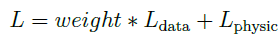 L = weight * L_data + L_physic